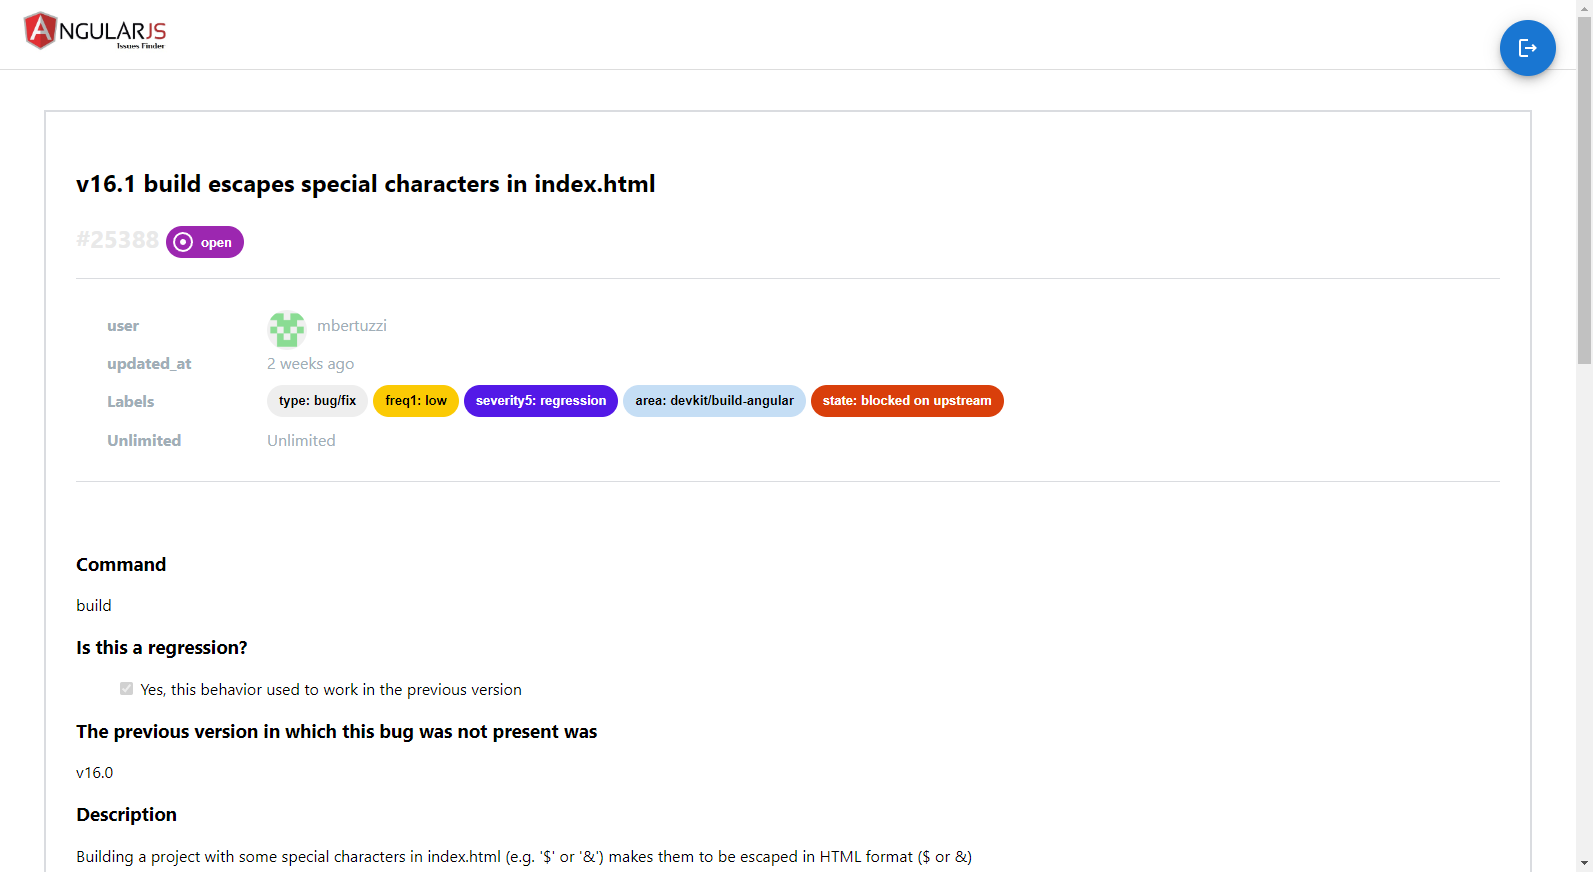 ANGULARJS
Issues Finder
v16.1 build escapes special characters in index.html
#25388 open
user mbertuzzi
updated_at 2 weeks ago
Labels type: bug/fix freq1: low severity5: regression area: devkit/build-angular state: blocked on upstream
Unlimited Unlimited
Command
build
Is this a regression?
Yes, this behavior used to work in the previous version
The previous version in which this bug was not present was
v16.0
Description
Building a project with some special characters in index.html (e.g. '$' or '&') makes them to be escaped in HTML format ($ or &)